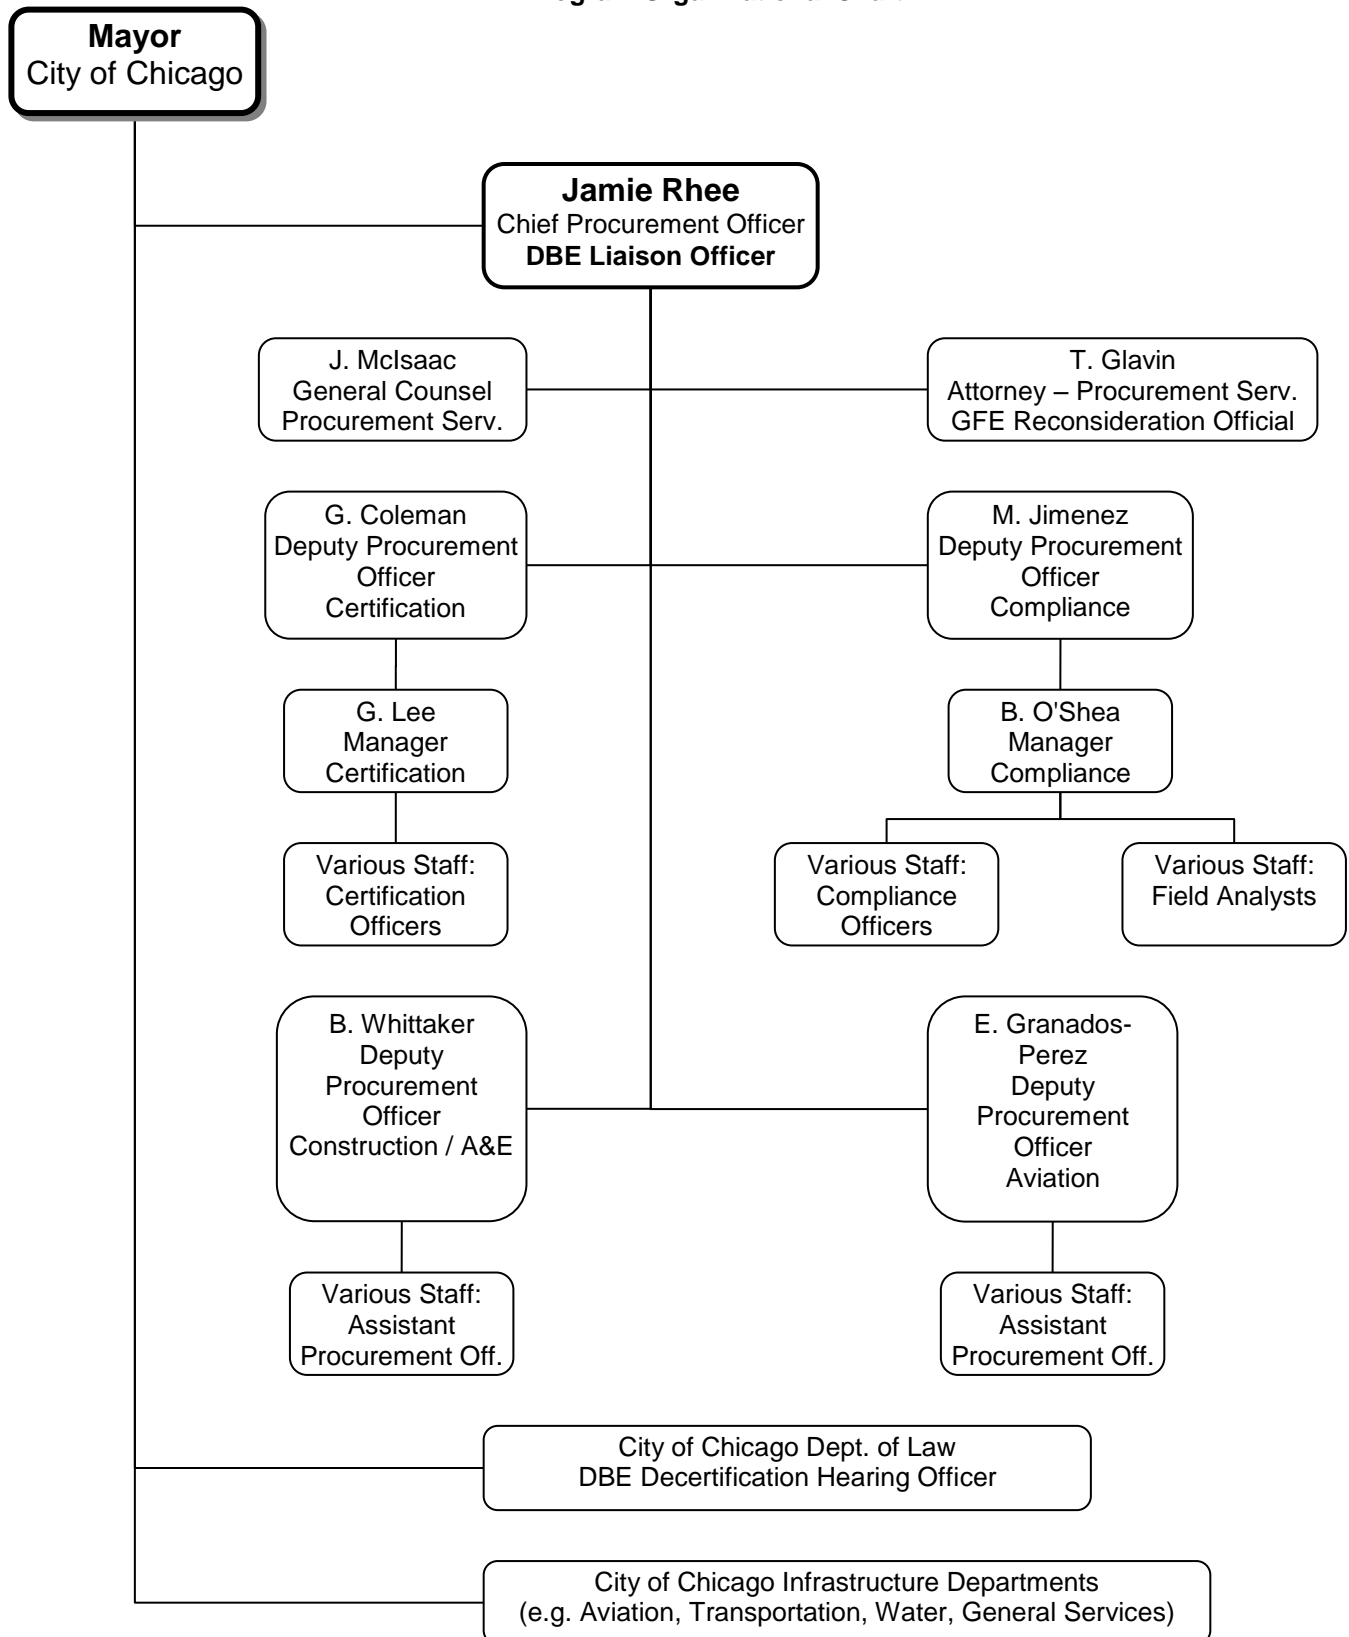 Mayor
City of Chicago
Jamie Rhee
Chief Procurement Officer
DBE Liaison Officer
J. McIsaac
General Counsel
Procurement Serv.
T. Glavin
Attorney – Procurement Serv.
GFE Reconsideration Official
G. Coleman
Deputy Procurement
Officer
Certification
M. Jimenez
Deputy Procurement
Officer
Compliance
G. Lee
Manager
Certification
B. O'Shea
Manager
Compliance
Various Staff:
Certification
Officers
Various Staff:
Compliance
Officers
Various Staff:
Field Analysts
B. Whittaker
Deputy
Procurement
Officer
Construction / A&E
E. Granados-
Perez
Deputy
Procurement
Officer
Aviation
Various Staff:
Assistant
Procurement Off.
Various Staff:
Assistant
Procurement Off.
City of Chicago Dept. of Law
DBE Decertification Hearing Officer
City of Chicago Infrastructure Departments
(e.g. Aviation, Transportation, Water, General Services)